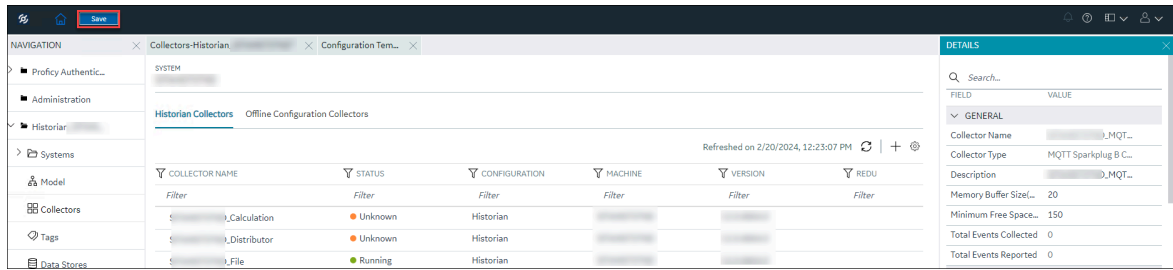 Save
NAVIGATION
Collectors-Historian
Configuration Tem...
DETAILS
Proficy Authentic...
Administration
Historian
Systems
Model
Collectors
Tags
Data Stores
SYSTEM
Historian Collectors Offline Configuration Collectors
Refreshed on 2/20/2024, 12:23:07 PM
COLLECTOR NAME STATUS CONFIGURATION MACHINE VERSION REDU
Filter Filter Filter Filter Filter Filter
_Calculation Unknown Historian
_Distributor Unknown Historian
_File Running Historian
Search...
FIELD VALUE
GENERAL
Collector Name _MQT...
Collector Type MQTT Sparkplug B C...
Description _MQT...
Memory Buffer Size(... 20
Minimum Free Space... 150
Total Events Collected 0
Total Events Reported 0